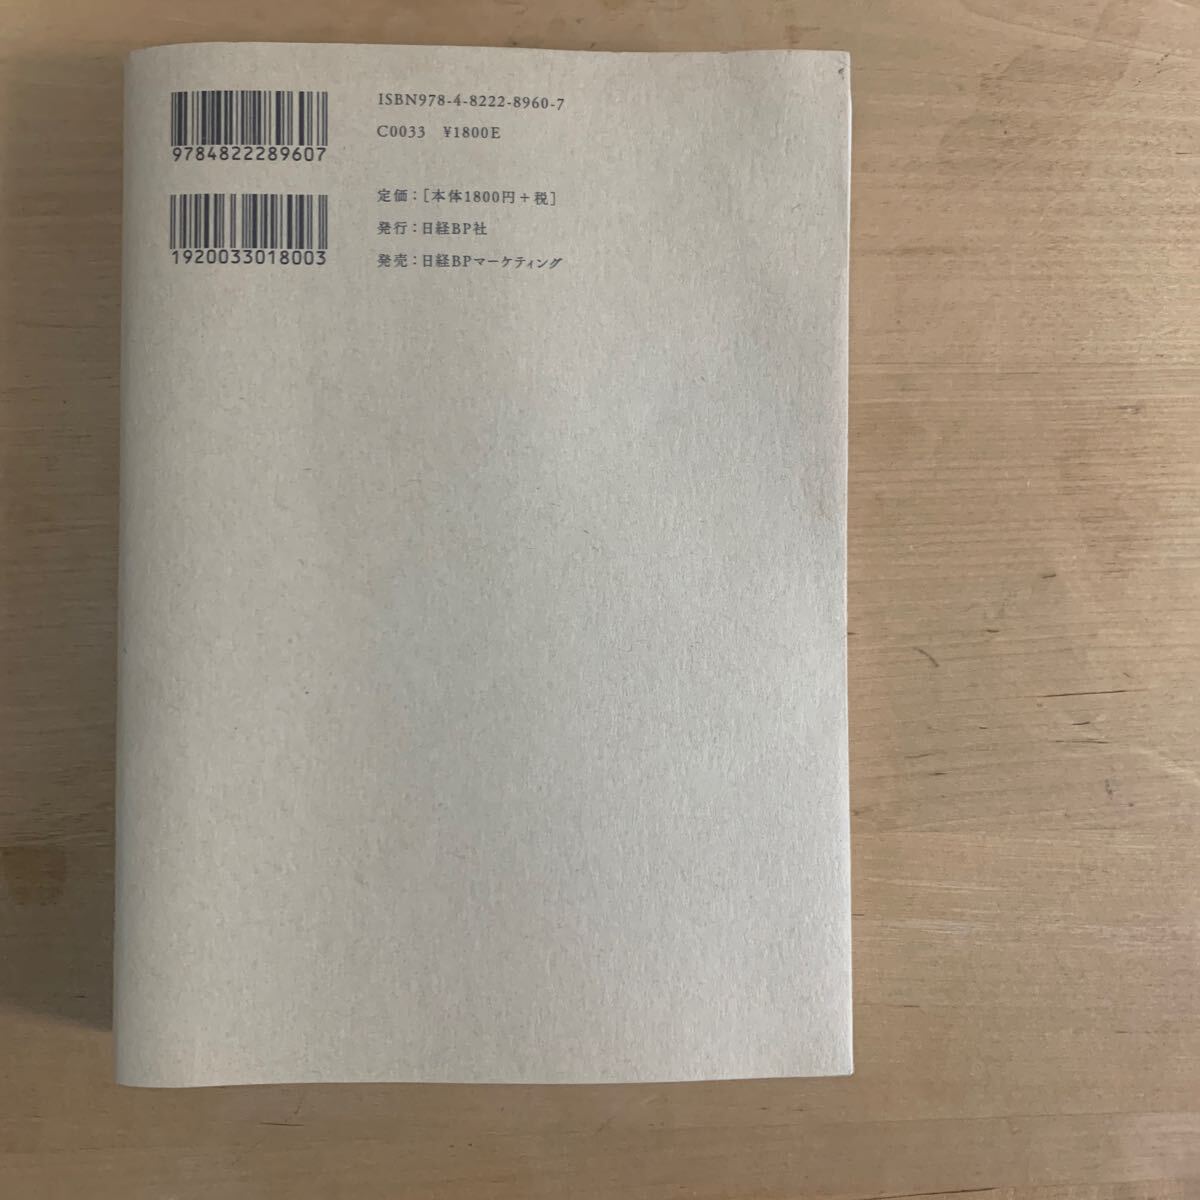 ISBN978-4-8222-8960-7
C0033 ¥1800E
9784822289607
定価：［本体1800円＋税］
発行：日経BP社
発売：日経BPマーケティング
1920033018003